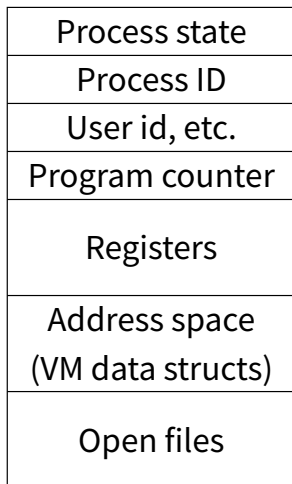 Process state
Process ID
User id, etc.
Program counter
Registers
Address space
(VM data structs)
Open files